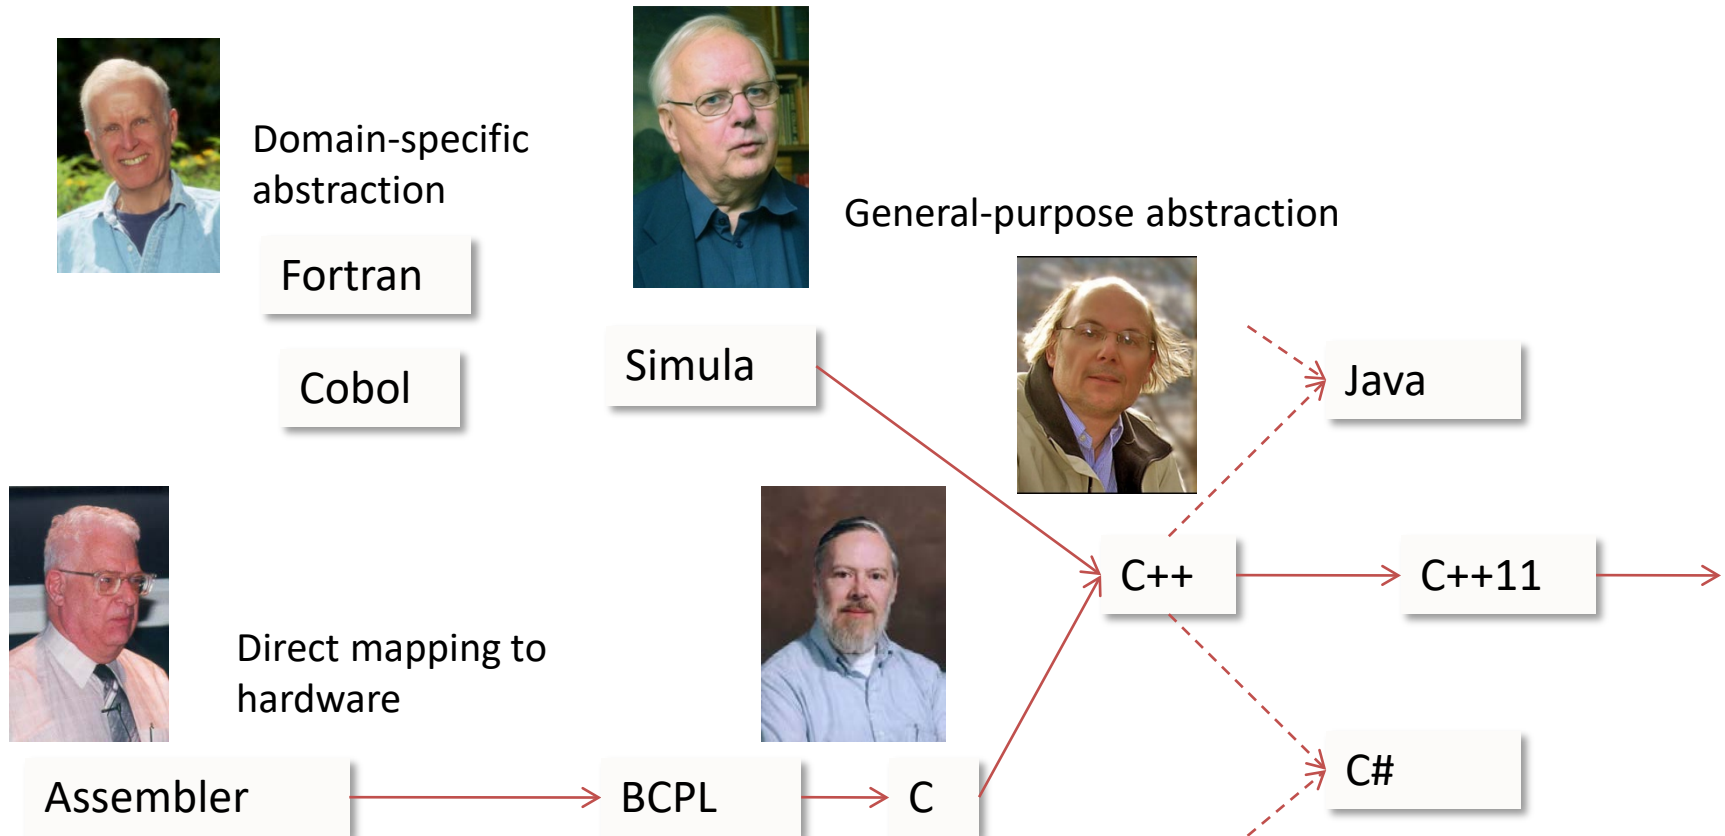 Domain-specific
abstraction
General-purpose abstraction
Fortran
Simula
Java
Cobol
C++
C++11
Direct mapping to
hardware
C#
Assembler
BCPL
C